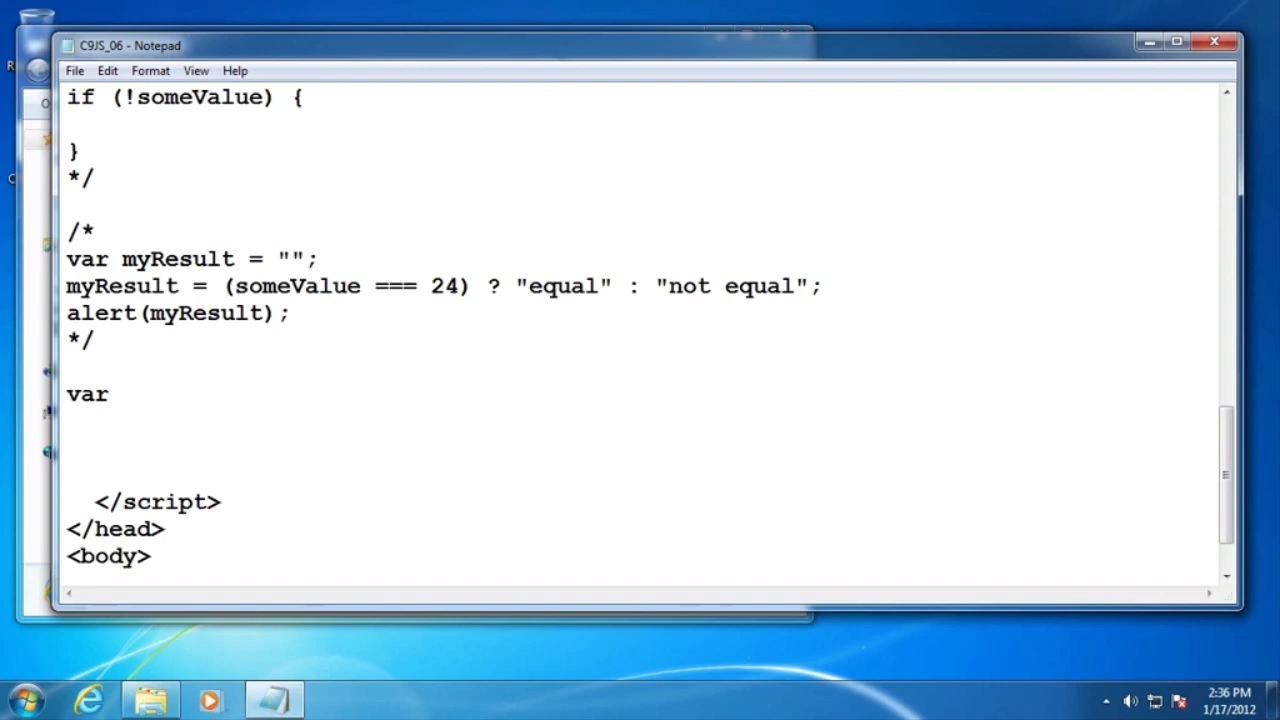 C9JS_06 - Notepad
File Edit Format View Help
if (!someValue) {
}
*/
/*
var myResult = "";
myResult = (someValue === 24) ? "equal" : "not equal";
alert(myResult);
*/
var
</script>
</head>
<body>
2:36 PM
1/17/2012